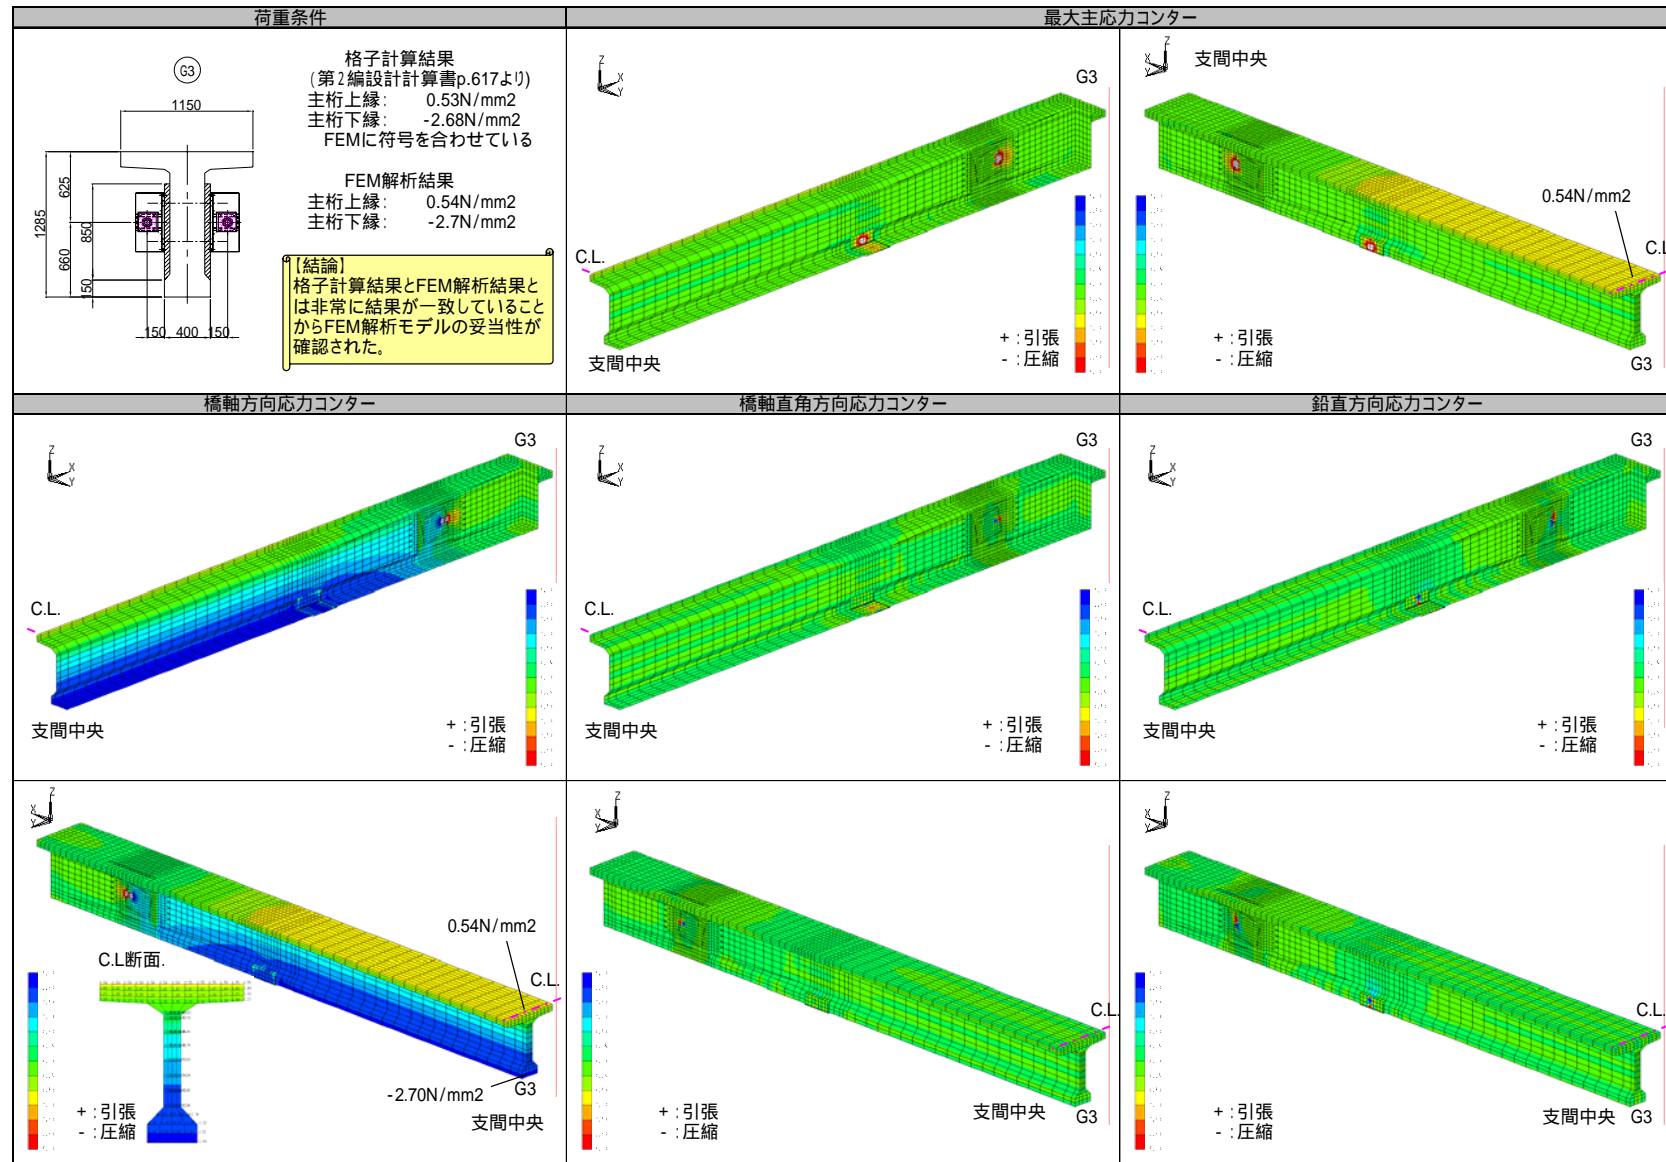 荷重条件
最大主応力コンター
G3
1150
1285
625
660
850
150
150
400
150
格子計算結果
(第2編設計計算書p.617より)
主桁上縁: 0.53N/mm2
主桁下縁: -2.68N/mm2
FEMに符号を合わせている
FEM解析結果
主桁上縁: 0.54N/mm2
主桁下縁: -2.7N/mm2
【結論】
格子計算結果とFEM解析結果と
は非常に結果が一致していること
からFEM解析モデルの妥当性が
確認された。
Z
X
Y
G3
C.L.
支間中央
+ :引張
- :圧縮
Z
X
Y
支間中央
0.54N/mm2
C.L
G3
+ :引張
- :圧縮
橋軸方向応力コンター
橋軸直角方向応力コンター
鉛直方向応力コンター
Z
X
Y
G3
C.L.
支間中央
+ :引張
- :圧縮
Z
X
Y
G3
C.L.
支間中央
+ :引張
- :圧縮
Z
X
Y
G3
C.L.
支間中央
+ :引張
- :圧縮
Z
X
Y
0.54N/mm2
C.L断面.
C.L.
-2.70N/mm2
G3
支間中央
+ :引張
- :圧縮
Z
X
Y
C.L.
支間中央
G3
+ :引張
- :圧縮
Z
X
Y
C.L.
支間中央
G3
+ :引張
- :圧縮